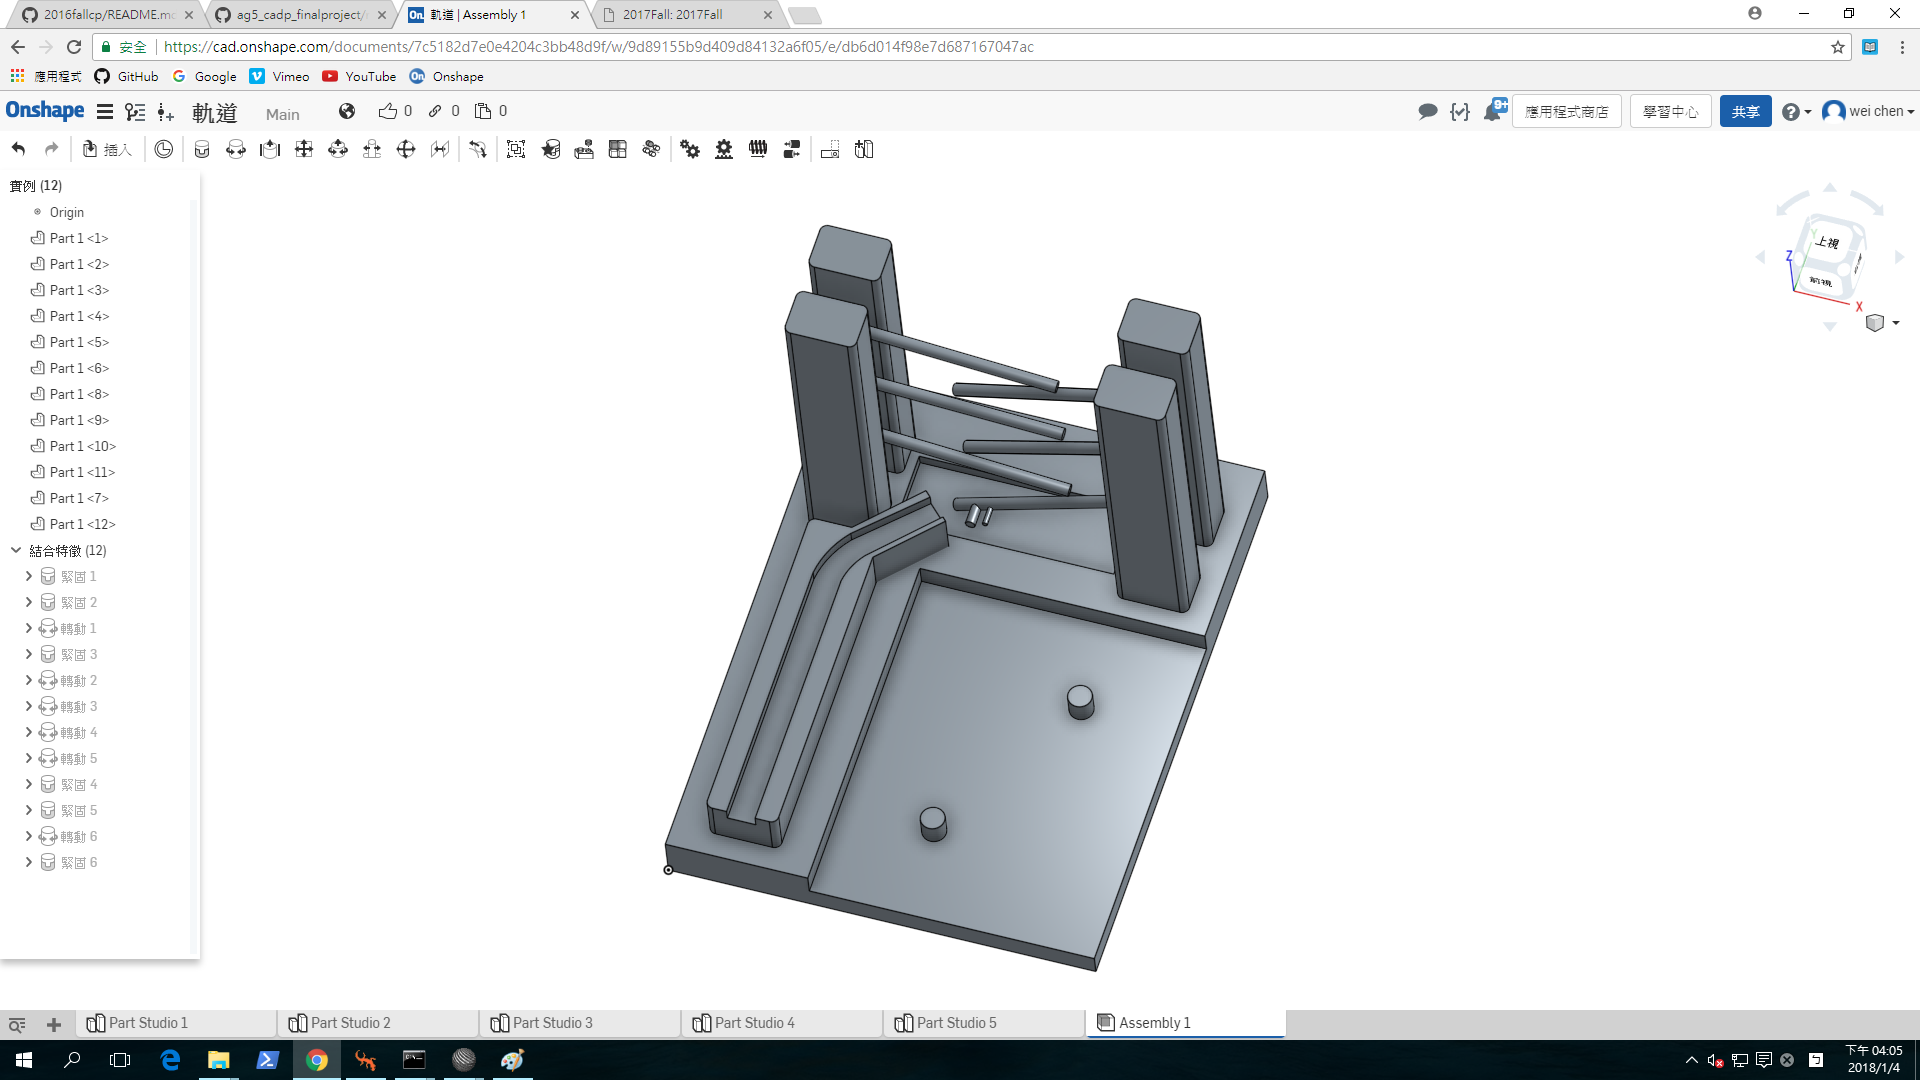 2016fallcp/README.md
ag5_cadp_finalproject/
軌道 | Assembly 1
2017Fall: 2017Fall
安全
https://cad.onshape.com/documents/7c5182d7e0e4204c3bb48d9f/w/9d89155b9d409d84132a6f05/e/db6d014f98e7d687167047ac
應用程式 GitHub Google Vimeo YouTube Onshape
Onshape 軌道 Main 0 0 0 9+ 應用程式商店 學習中心 共享 wei chen
插入
實例 (12)
Origin
Part 1 <1>
Part 1 <2>
Part 1 <3>
Part 1 <4>
Part 1 <5>
Part 1 <6>
Part 1 <8>
Part 1 <9>
Part 1 <10>
Part 1 <11>
Part 1 <7>
Part 1 <12>
結合特徵 (12)
緊固 1
緊固 2
轉動 1
緊固 3
轉動 2
轉動 3
轉動 4
轉動 5
緊固 4
緊固 5
轉動 6
緊固 6
上視
前視
Z
Y
X
Part Studio 1
Part Studio 2
Part Studio 3
Part Studio 4
Part Studio 5
Assembly 1
下午 04:05
2018/1/4